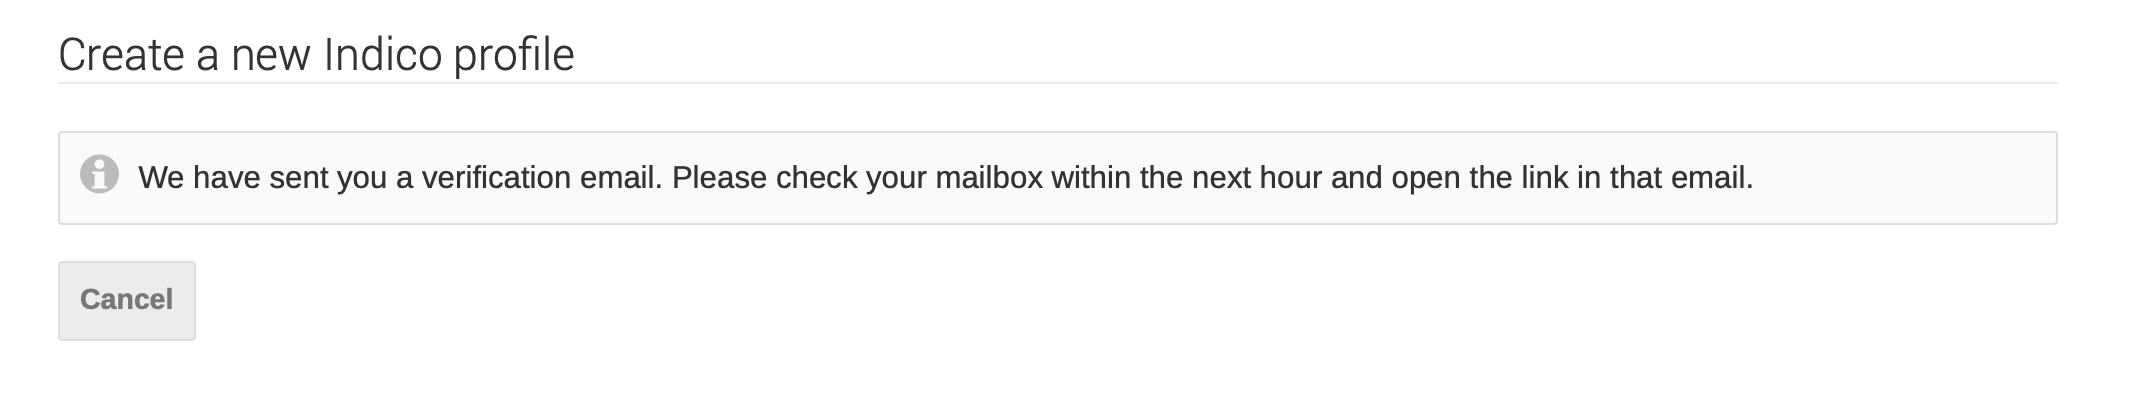 Create a new Indico profile
We have sent you a verification email. Please check your mailbox within the next hour and open the link in that email.
Cancel